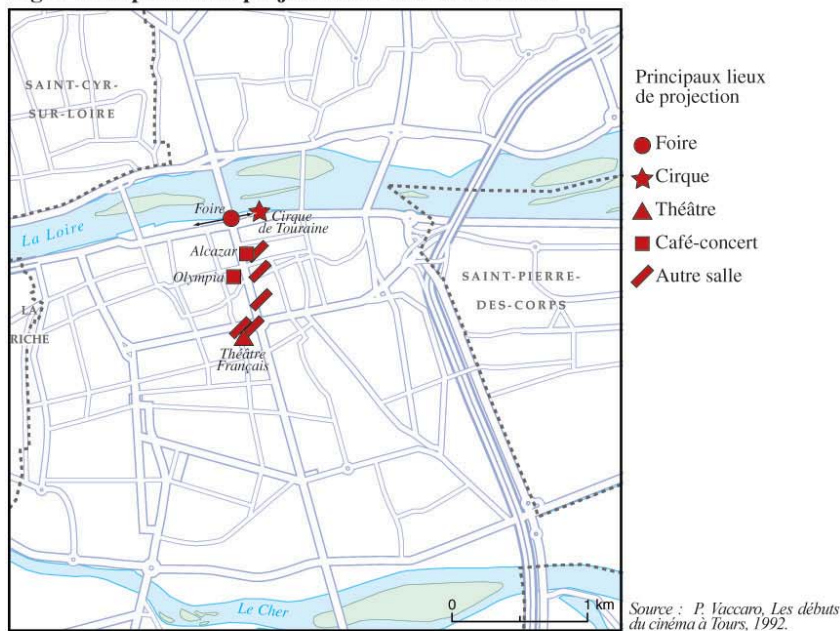 SAINT-CYR-
SUR-LOIRE
Foire
Cirque
de Touraine
La Loire
Alcazar
Olympia
SAINT-PIERRE-
DES-CORPS
LA
RICHE
Théâtre
Français
Le Cher
0 1 km
Principaux lieux
de projection
Foire
Cirque
Théâtre
Café-concert
Autre salle
Source : P. Vaccaro, Les débuts
du cinéma à Tours, 1992.